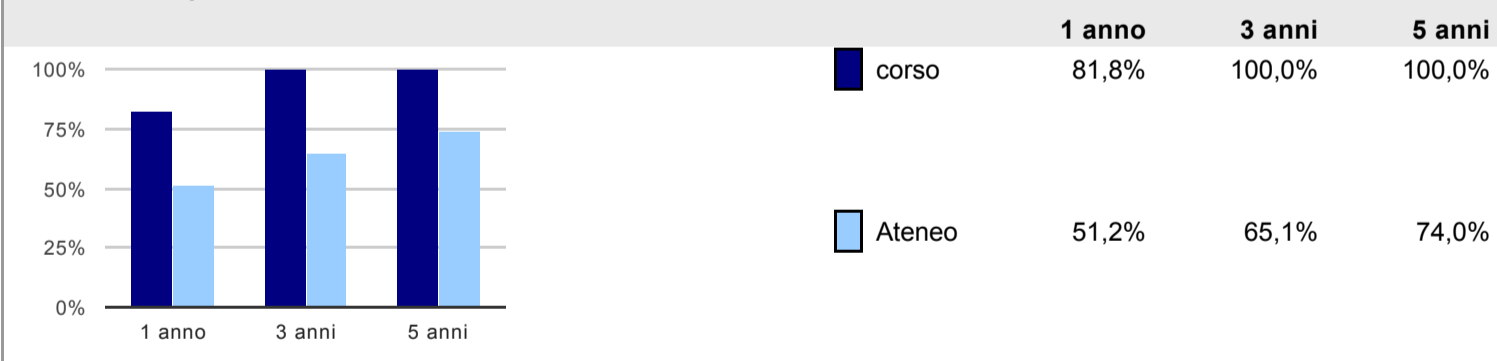 1 anno 3 anni 5 anni
100%
75%
50%
25%
0%
1 anno 3 anni 5 anni
corso 81,8% 100,0% 100,0%
Ateneo 51,2% 65,1% 74,0%